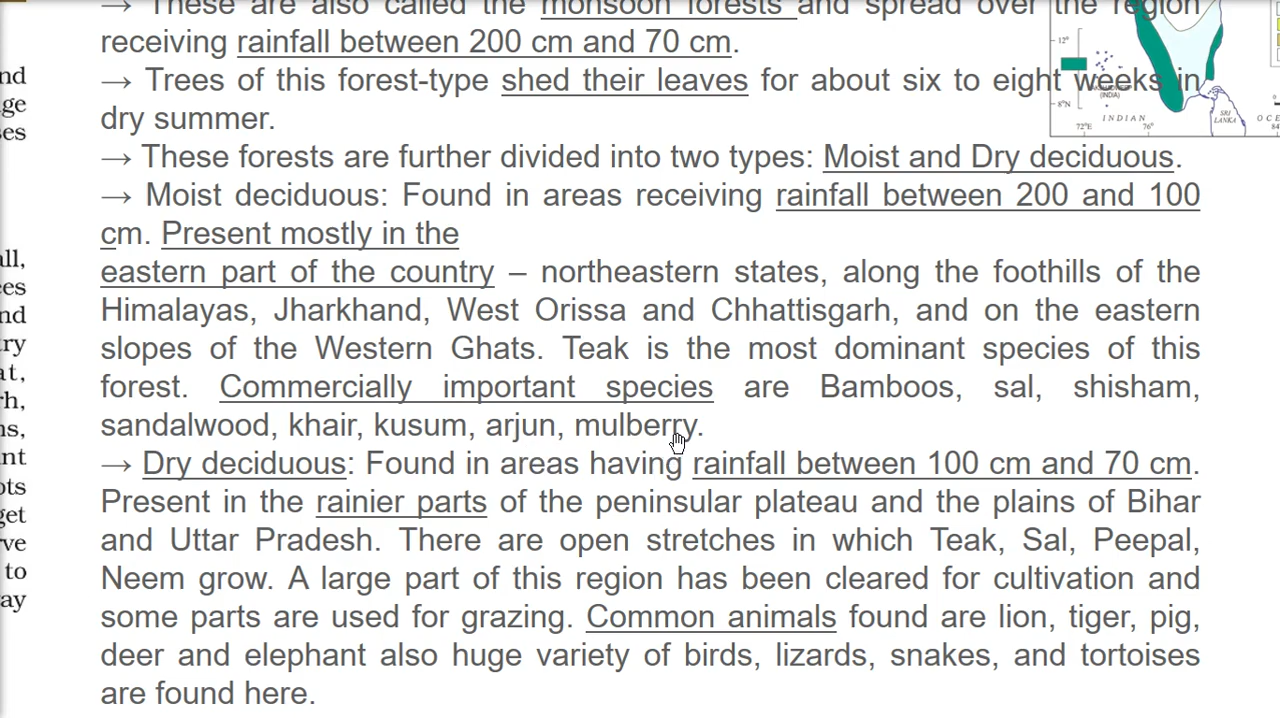 → These are also called the monsoon forests and spread over the region
receiving rainfall between 200 cm and 70 cm.
→ Trees of this forest-type shed their leaves for about six to eight weeks in
dry summer.
→ These forests are further divided into two types: Moist and Dry deciduous.
→ Moist deciduous: Found in areas receiving rainfall between 200 and 100
cm. Present mostly in the
eastern part of the country – northeastern states, along the foothills of the
Himalayas, Jharkhand, West Orissa and Chhattisgarh, and on the eastern
slopes of the Western Ghats. Teak is the most dominant species of this
forest. Commercially important species are Bamboos, sal, shisham,
sandalwood, khair, kusum, arjun, mulberry.
→ Dry deciduous: Found in areas having rainfall between 100 cm and 70 cm.
Present in the rainier parts of the peninsular plateau and the plains of Bihar
and Uttar Pradesh. There are open stretches in which Teak, Sal, Peepal,
Neem grow. A large part of this region has been cleared for cultivation and
some parts are used for grazing. Common animals found are lion, tiger, pig,
deer and elephant also huge variety of birds, lizards, snakes, and tortoises
are found here.
12°
8°N
(INDIA)
INDIAN
SRI
LANKA
72°E
76°